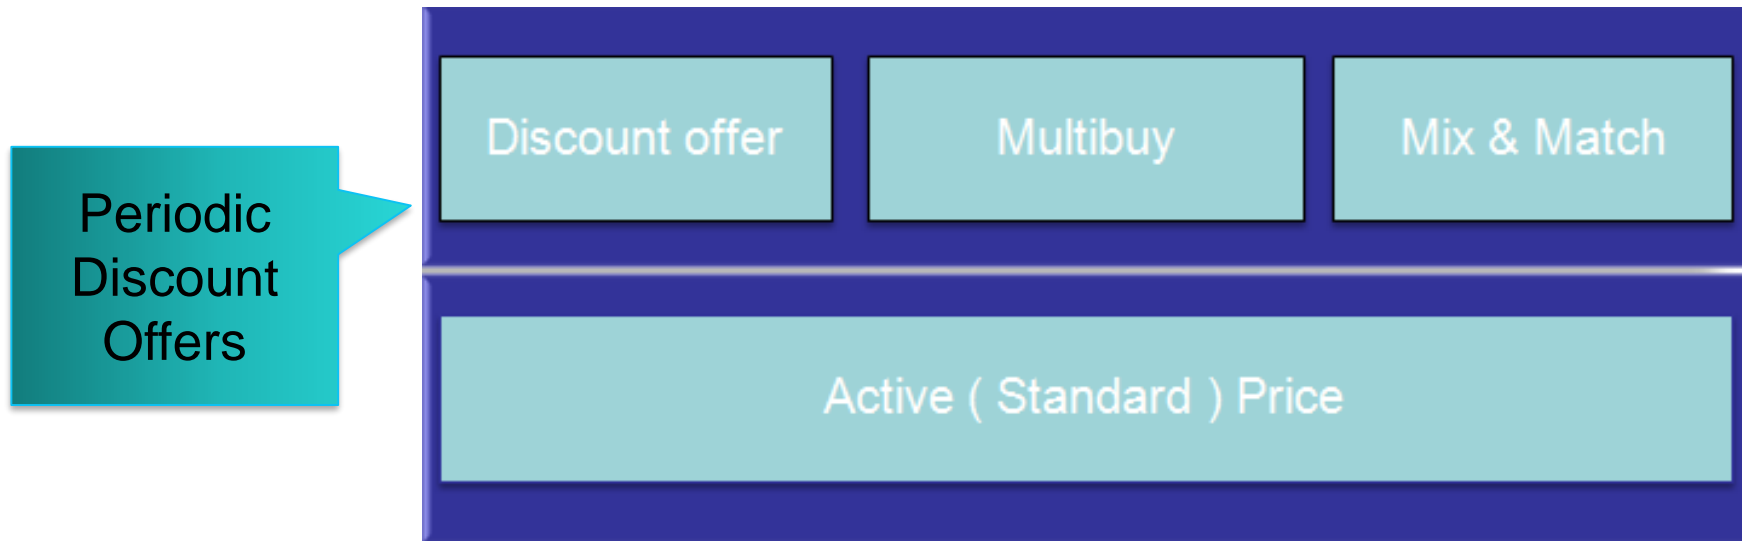 Periodic
Discount
Offers
Discount offer
Multibuy
Mix & Match
Active ( Standard ) Price